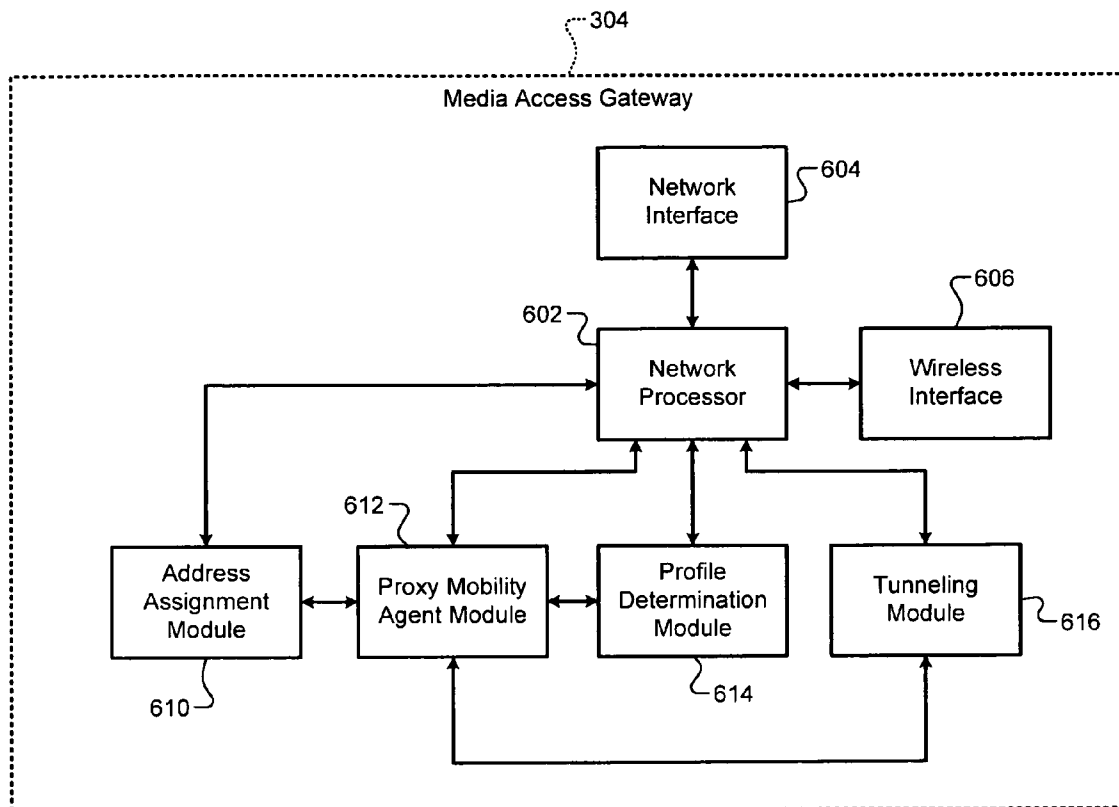 304
Media Access Gateway
Network
Interface
604
602
Network
Processor
606
Wireless
Interface
Address
Assignment
Module
610
612
Proxy Mobility
Agent Module
Profile
Determination
Module
614
Tunneling
Module
616